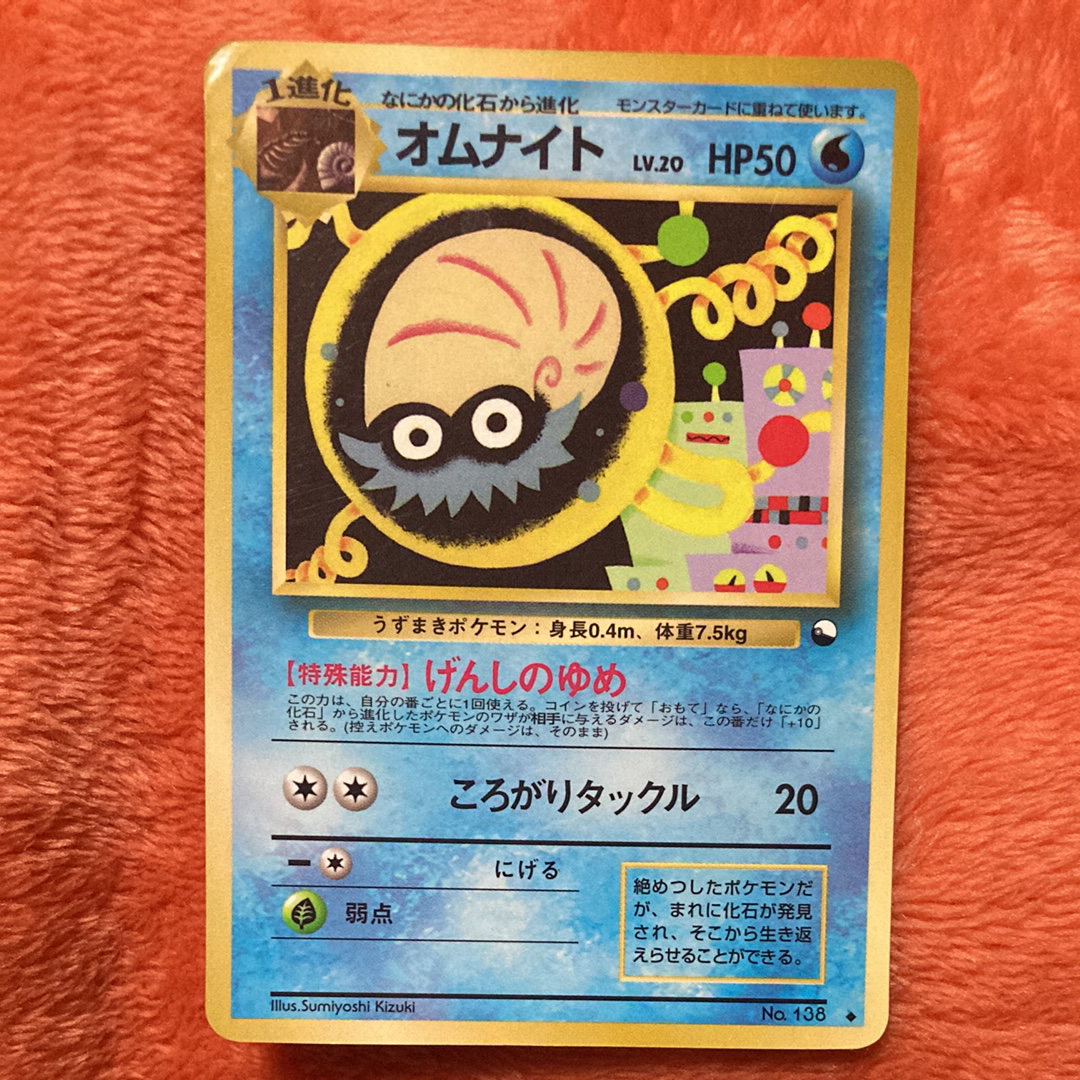 1進化
なにかの化石から進化 モンスターカードに重ねて使います。
オムナイト LV.20 HP50
うずまきポケモン：身長0.4m、体重7.5kg
【特殊能力】げんしのゆめ
この力は、自分の番ごとに1回使える。コインを投げて「おもて」なら、「なにかの
化石」から進化したポケモンのワザが相手に与えるダメージは、この番だけ「+10」
される。(控えポケモンへのダメージは、そのまま)
ころがりタックル 20
にげる
弱点
絶めつしたポケモンだ
が、まれに化石が発見
され、そこから生き返
えらせることができる。
Illus.Sumiyoshi Kizuki
No. 138